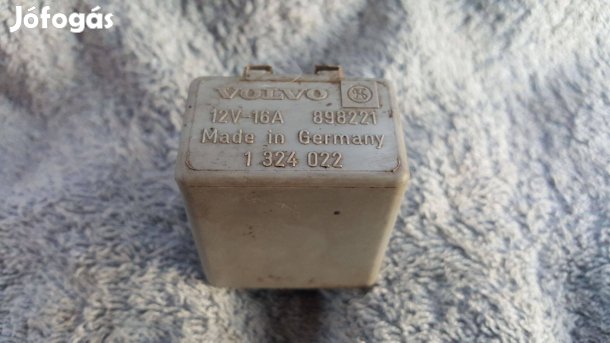 Jófogás
VOLVO
12V-16A 898221
Made in Germany
1 324 022